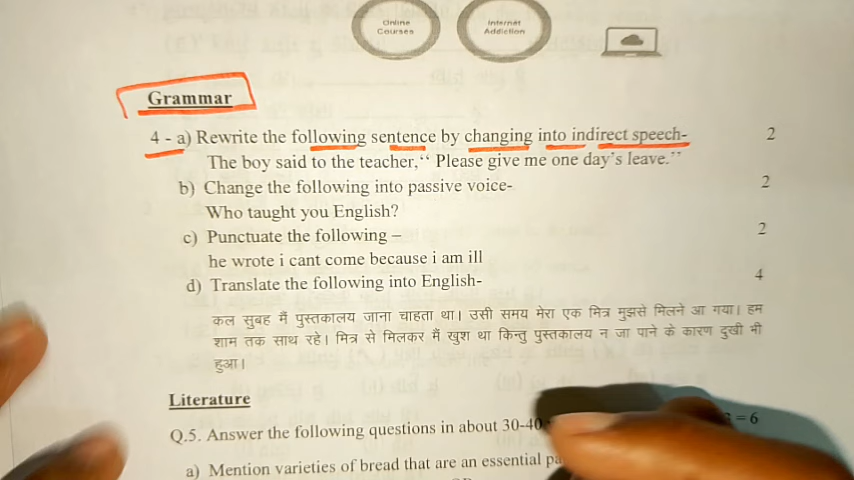 Online
Courses
Internet
Addiction
Grammar
4 - a) Rewrite the following sentence by changing into indirect speech- 2
The boy said to the teacher,“ Please give me one day's leave.”
b) Change the following into passive voice- 2
Who taught you English?
c) Punctuate the following – 2
he wrote i cant come because i am ill
d) Translate the following into English- 4
कल सुबह मैं पुस्तकालय जाना चाहता था। उसी समय मेरा एक मित्र मुझसे मिलने आ गया। हम
शाम तक साथ रहे। मित्र से मिलकर मैं खुश था किन्तु पुस्तकालय न जा पाने के कारण दुखी भी
हुआ।
Literature
Q.5. Answer the following questions in about 30-40 = 6
a) Mention varieties of bread that are an essential